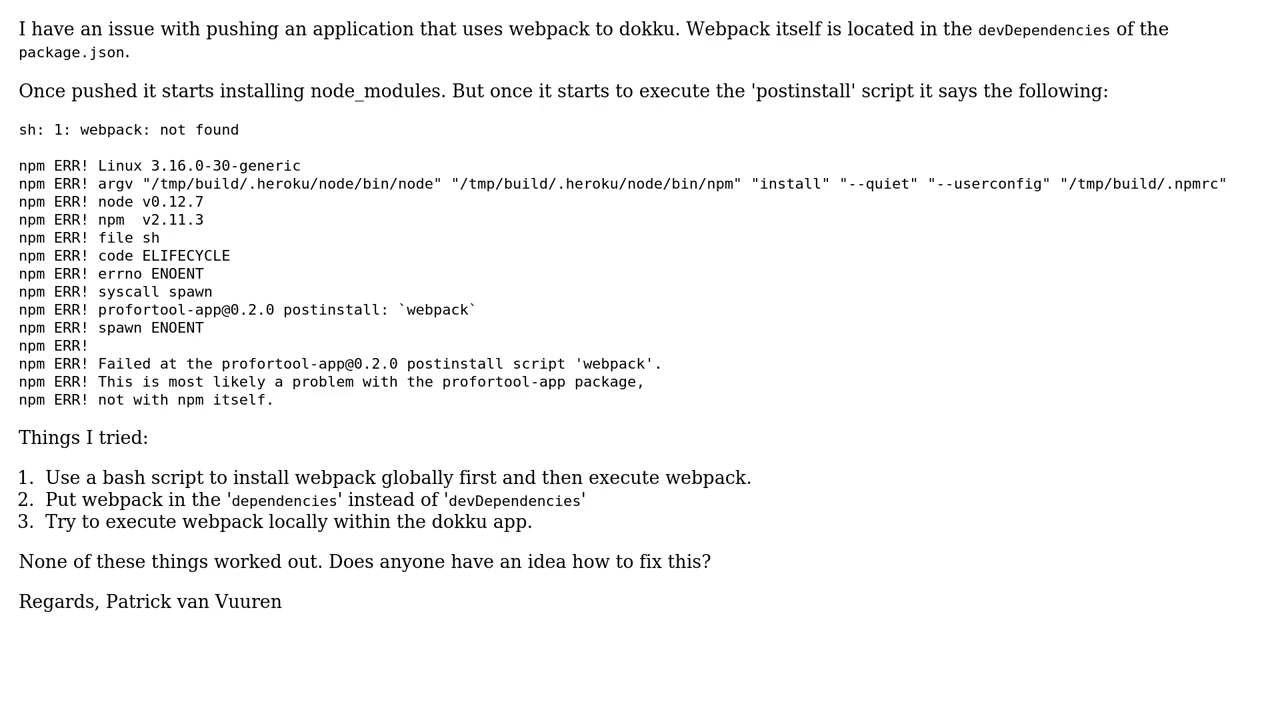 I have an issue with pushing an application that uses webpack to dokku. Webpack itself is located in the devDependencies of the
package.json.
Once pushed it starts installing node_modules. But once it starts to execute the 'postinstall' script it says the following:
sh: 1: webpack: not found
npm ERR! Linux 3.16.0-30-generic
npm ERR! argv "/tmp/build/.heroku/node/bin/node" "/tmp/build/.heroku/node/bin/npm" "install" "--quiet" "--userconfig" "/tmp/build/.npmrc"
npm ERR! node v0.12.7
npm ERR! npm  v2.11.3
npm ERR! file sh
npm ERR! code ELIFECYCLE
npm ERR! errno ENOENT
npm ERR! syscall spawn
npm ERR! profortool-app@0.2.0 postinstall: `webpack`
npm ERR! spawn ENOENT
npm ERR!
npm ERR! Failed at the profortool-app@0.2.0 postinstall script 'webpack'.
npm ERR! This is most likely a problem with the profortool-app package,
npm ERR! not with npm itself.
Things I tried:
1. Use a bash script to install webpack globally first and then execute webpack.
2. Put webpack in the 'dependencies' instead of 'devDependencies'
3. Try to execute webpack locally within the dokku app.
None of these things worked out. Does anyone have an idea how to fix this?
Regards, Patrick van Vuuren